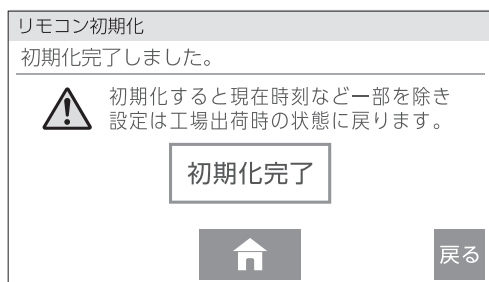 リモコン初期化
初期化完了しました。
初期化すると現在時刻など一部を除き
設定は工場出荷時の状態に戻ります。
初期化完了
戻る